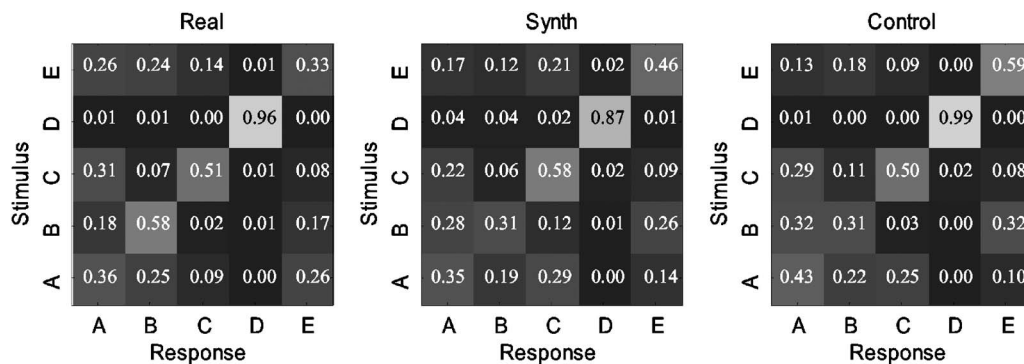 Real
Stimulus
E 0.26 0.24 0.14 0.01 0.33
D 0.01 0.01 0.00 0.96 0.00
C 0.31 0.07 0.51 0.01 0.08
B 0.18 0.58 0.02 0.01 0.17
A 0.36 0.25 0.09 0.00 0.26
A B C D E
Response
Synth
Stimulus
E 0.17 0.12 0.21 0.02 0.46
D 0.04 0.04 0.02 0.87 0.01
C 0.22 0.06 0.58 0.02 0.09
B 0.28 0.31 0.12 0.01 0.26
A 0.35 0.19 0.29 0.00 0.14
A B C D E
Response
Control
Stimulus
E 0.13 0.18 0.09 0.00 0.59
D 0.01 0.00 0.00 0.99 0.00
C 0.29 0.11 0.50 0.02 0.08
B 0.32 0.31 0.03 0.00 0.32
A 0.43 0.22 0.25 0.00 0.10
A B C D E
Response